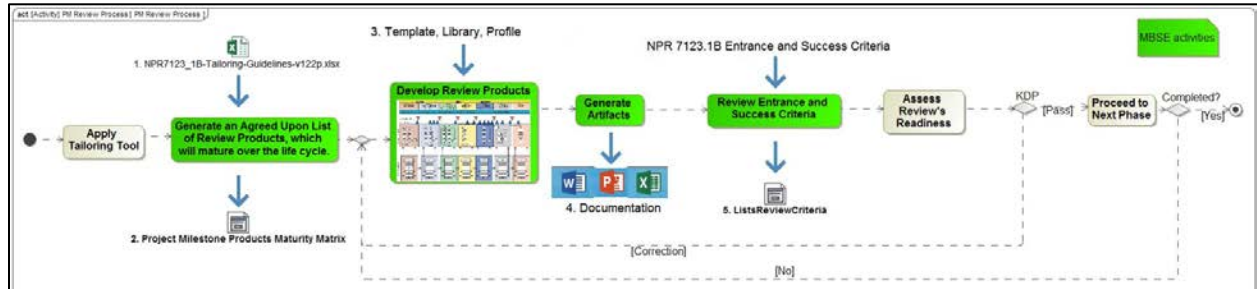 act [Activity] PM Review Process [ PM Review Process ]
1. NPR7123_1B-Tailoring-Guidelines-v122p.xlsx
3. Template, Library, Profile
NPR 7123.1B Entrance and Success Criteria
MBSE activities
Apply
Tailoring Tool
Generate an Agreed Upon List
of Review Products, which
will mature over the life cycle.
Develop Review Products
Generate
Artifacts
Review Entrance and
Success Criteria
Assess
Review's
Readiness
KDP
[Pass]
Proceed to
Next Phase
Completed?
[Yes]
2. Project Milestone Products Maturity Matrix
W
P
X
4. Documentation
5. ListsReviewCriteria
[Correction]
[No]